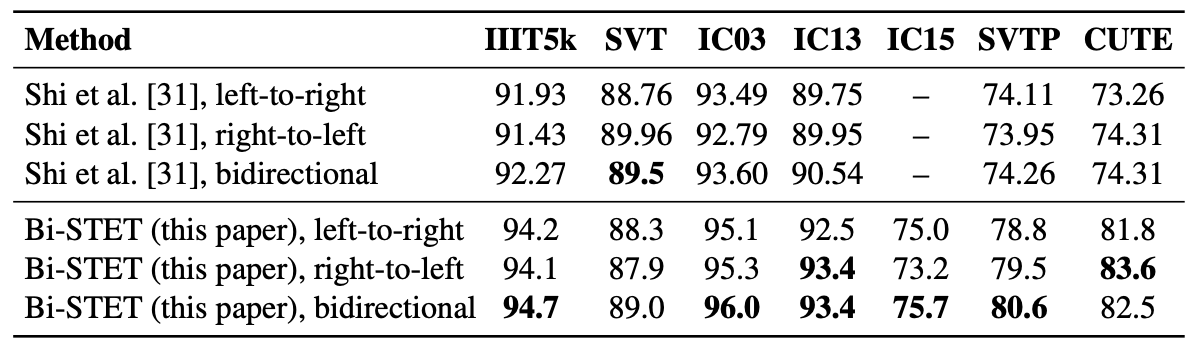 Method IIIT5k SVT IC03 IC13 IC15 SVTP CUTE
Shi et al. [31], left-to-right 91.93 88.76 93.49 89.75 – 74.11 73.26
Shi et al. [31], right-to-left 91.43 89.96 92.79 89.95 – 73.95 74.31
Shi et al. [31], bidirectional 92.27 89.5 93.60 90.54 – 74.26 74.31
Bi-STET (this paper), left-to-right 94.2 88.3 95.1 92.5 75.0 78.8 81.8
Bi-STET (this paper), right-to-left 94.1 87.9 95.3 93.4 73.2 79.5 83.6
Bi-STET (this paper), bidirectional 94.7 89.0 96.0 93.4 75.7 80.6 82.5